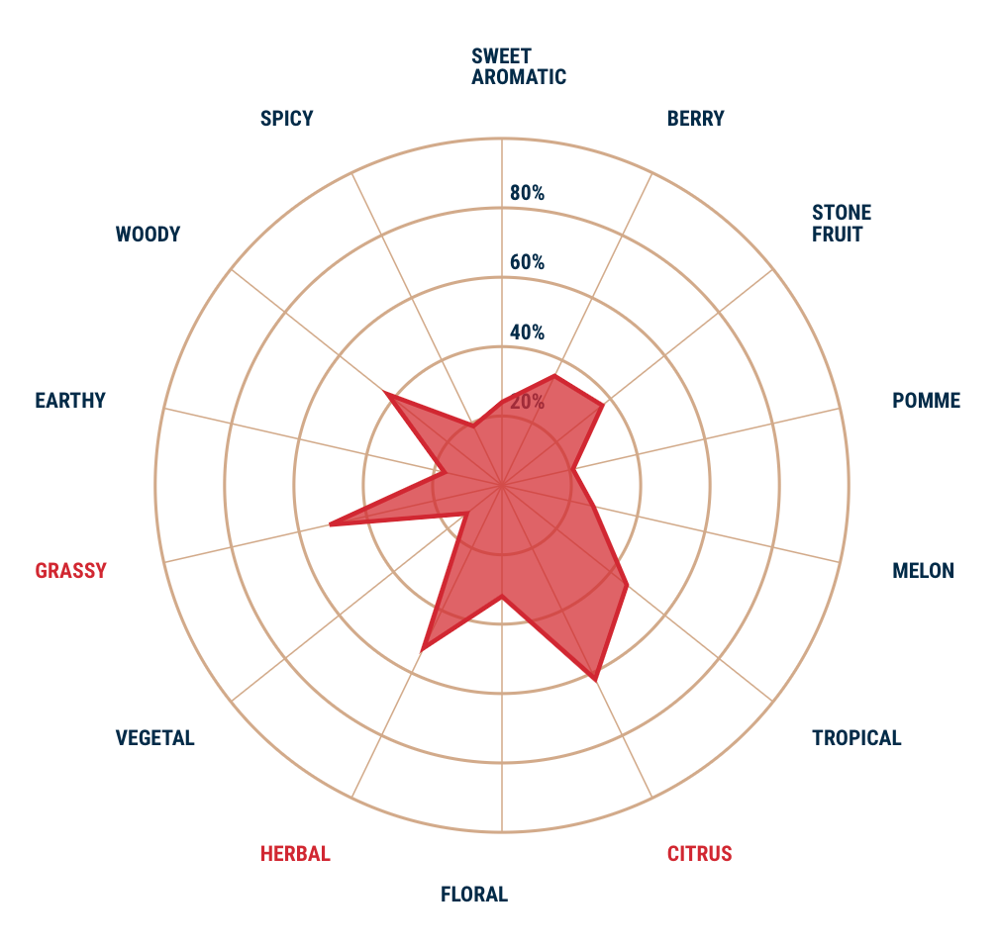 SWEET
AROMATIC
SPICY
BERRY
80%
STONE
FRUIT
WOODY
60%
40%
EARTHY
20%
POMME
GRASSY
MELON
VEGETAL
TROPICAL
HERBAL
CITRUS
FLORAL